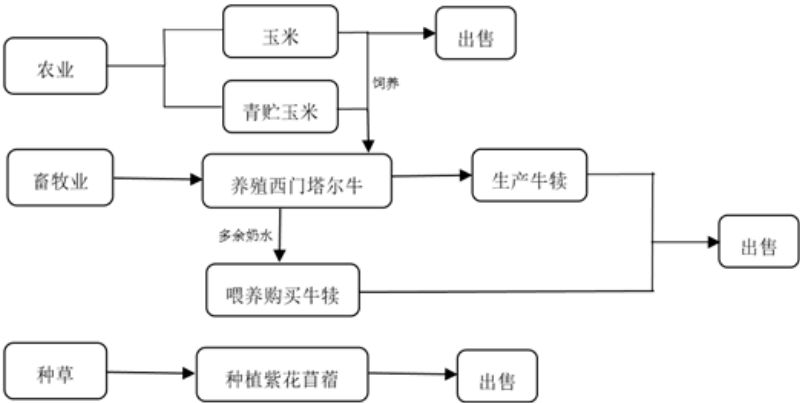 玉米
出售
农业
饲养
青贮玉米
畜牧业
养殖西门塔尔牛
生产牛犊
多余奶水
出售
喂养购买牛犊
种草
种植紫花苜蓿
出售